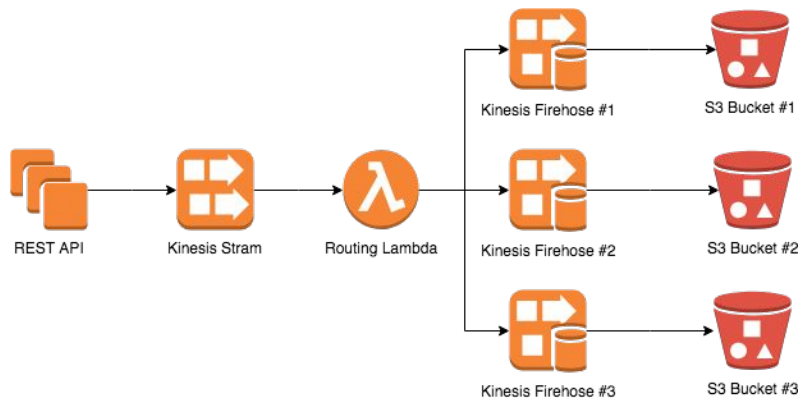 Kinesis Firehose #1
S3 Bucket #1
REST API
Kinesis Stram
Routing Lambda
Kinesis Firehose #2
S3 Bucket #2
Kinesis Firehose #3
S3 Bucket #3